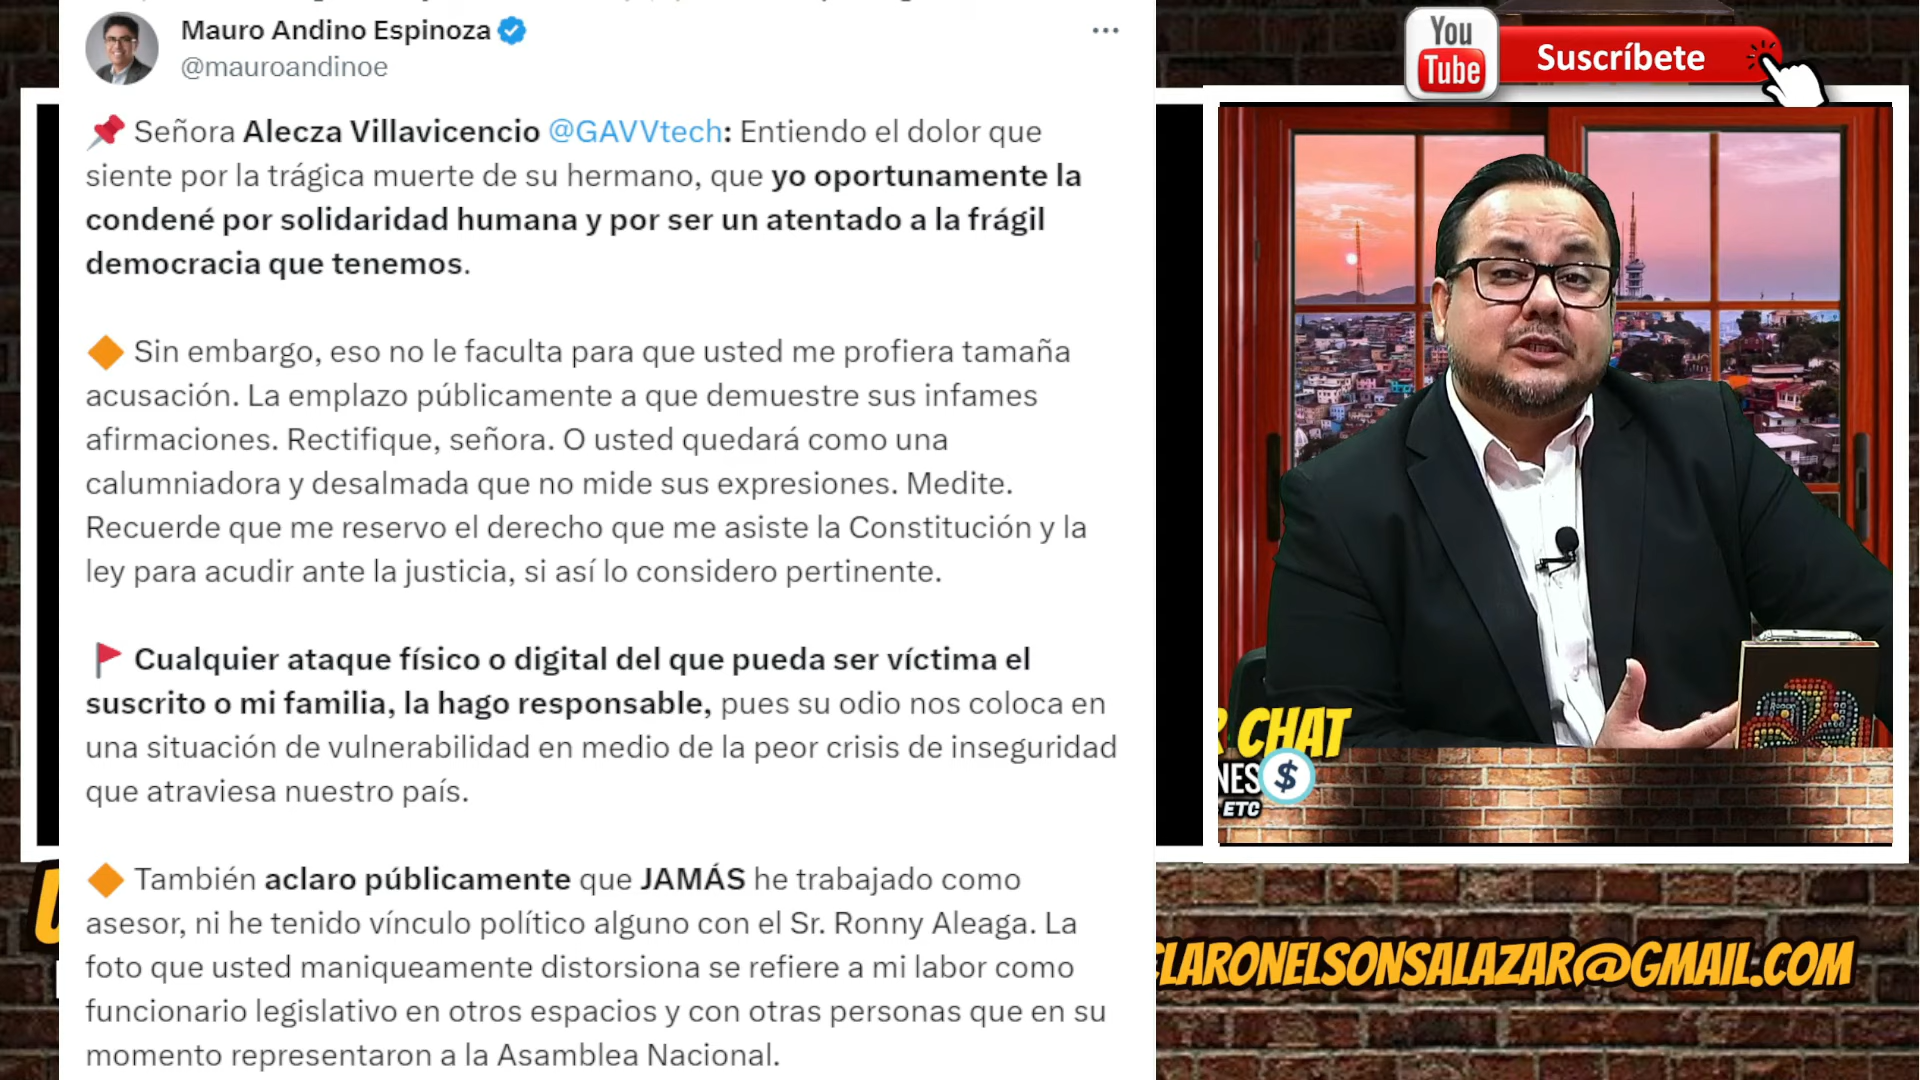 Mauro Andino Espinoza
@mauroandinoe
Señora Alecza Villavicencio @GAVVtech: Entiendo el dolor que
siente por la trágica muerte de su hermano, que yo oportunamente la
condené por solidaridad humana y por ser un atentado a la frágil
democracia que tenemos.
Sin embargo, eso no le faculta para que usted me profiera tamaña
acusación. La emplazo públicamente a que demuestre sus infames
afirmaciones. Rectifique, señora. O usted quedará como una
calumniadora y desalmada que no mide sus expresiones. Medite.
Recuerde que me reservo el derecho que me asiste la Constitución y la
ley para acudir ante la justicia, si así lo considero pertinente.
Cualquier ataque físico o digital del que pueda ser víctima el
suscrito o mi familia, la hago responsable, pues su odio nos coloca en
una situación de vulnerabilidad en medio de la peor crisis de inseguridad
que atraviesa nuestro país.
También aclaro públicamente que JAMÁS he trabajado como
asesor, ni he tenido vínculo político alguno con el Sr. Ronny Aleaga. La
foto que usted maniqueamente distorsiona se refiere a mi labor como
funcionario legislativo en otros espacios y con otras personas que en su
momento representaron a la Asamblea Nacional.
You
Tube
Suscríbete
R CHAT
NES $
ETC
CLARONELSONSALAZAR@GMAIL.COM